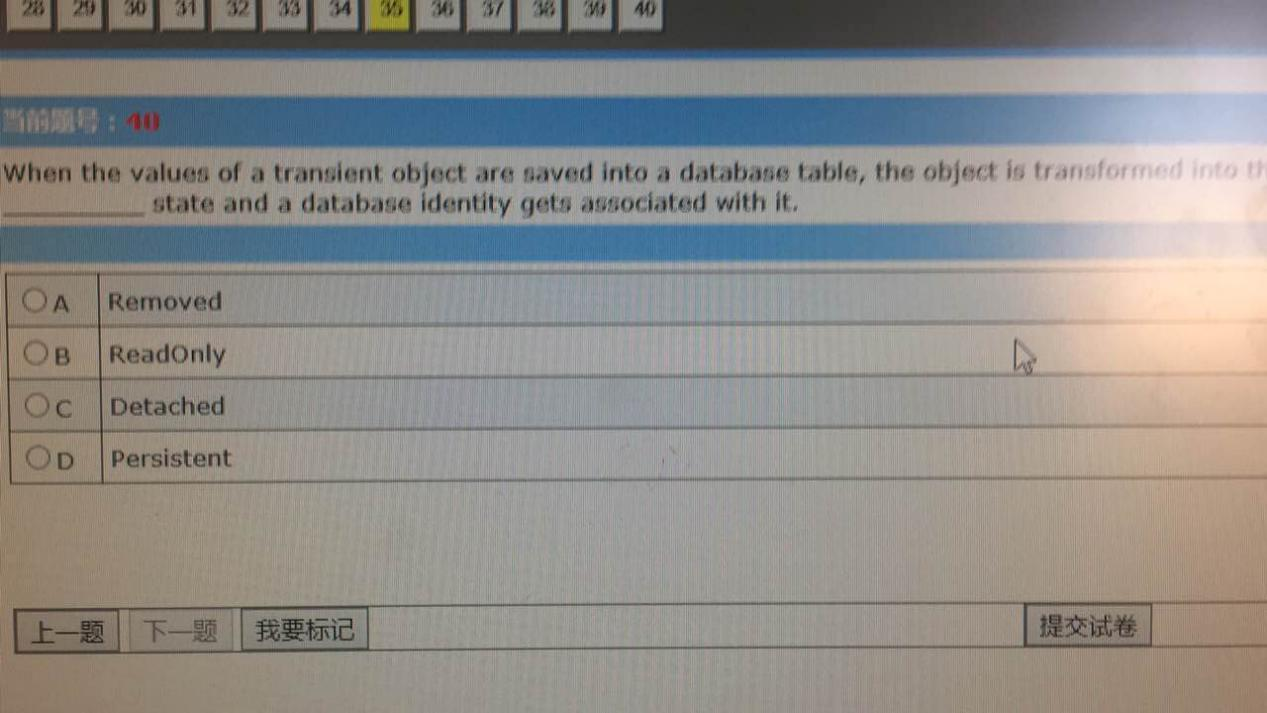 28 29 30 31 32 33 34 35 36 37 38 39 40
当前题号：40
When the values of a transient object are saved into a database table, the object is transformed into
__________ state and a database identity gets associated with it.
A Removed
B ReadOnly
C Detached
D Persistent
上一题 下一题 我要标记 提交试卷